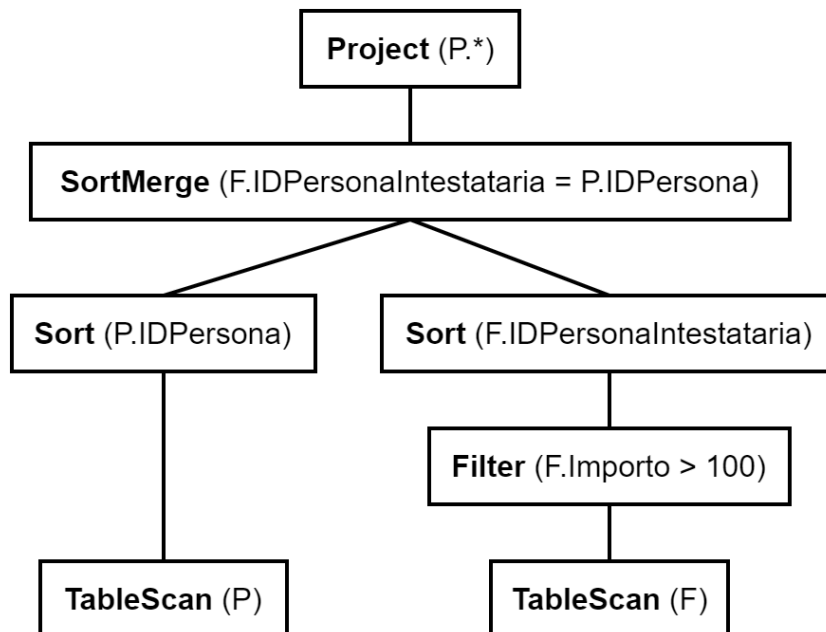 Project (P.*)
SortMerge (F.IDPersonaIntestataria = P.IDPersona)
Sort (P.IDPersona)
Sort (F.IDPersonaIntestataria)
Filter (F.Importo > 100)
TableScan (P)
TableScan (F)